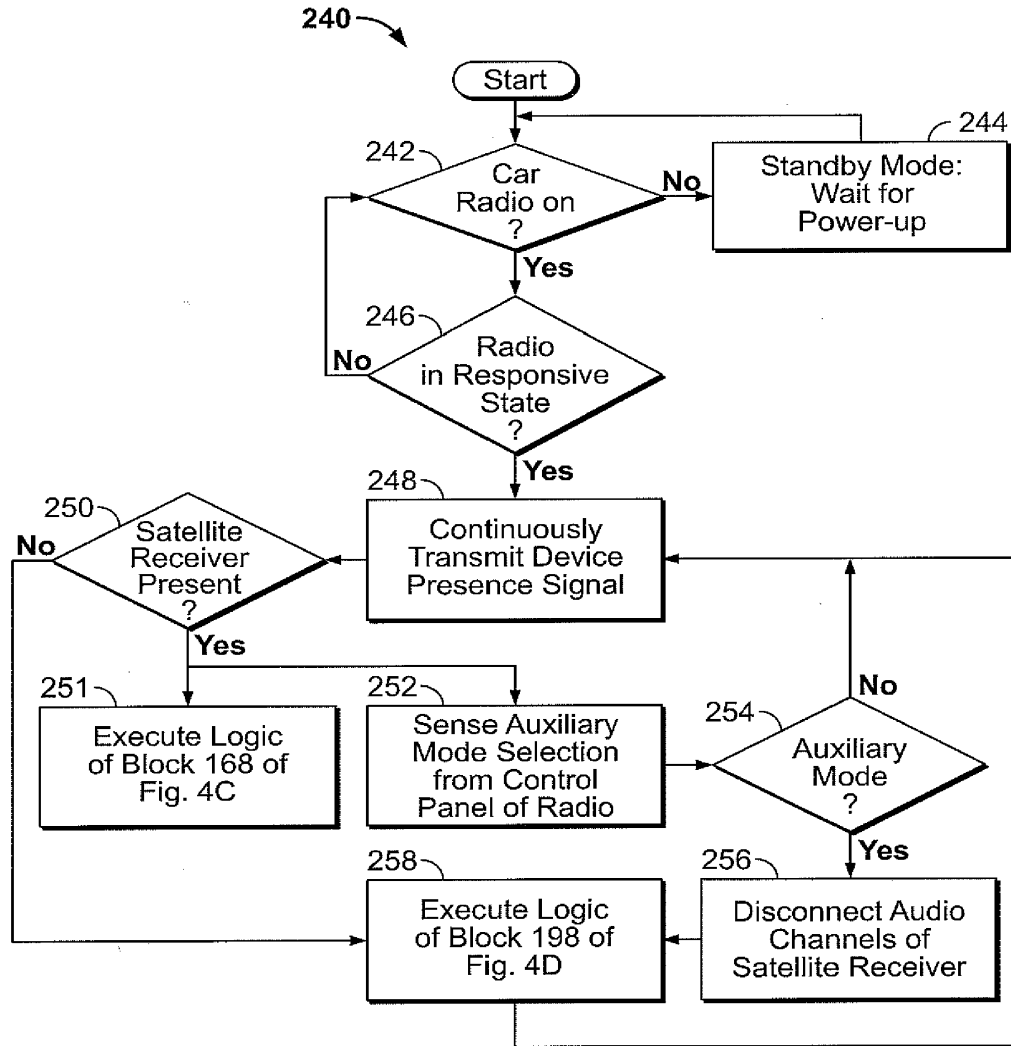 240
Start
242
Car
Radio on
?
No
244
Standby Mode:
Wait for
Power-up
Yes
246
No
Radio
in Responsive
State
?
Yes
248
Continuously
Transmit Device
Presence Signal
250
No
Satellite
Receiver
Present
?
Yes
251
Execute Logic
of Block 168 of
Fig. 4C
252
Sense Auxiliary
Mode Selection
from Control
Panel of Radio
254
No
Auxiliary
Mode
?
Yes
256
Disconnect Audio
Channels of
Satellite Receiver
258
Execute Logic
of Block 198 of
Fig. 4D